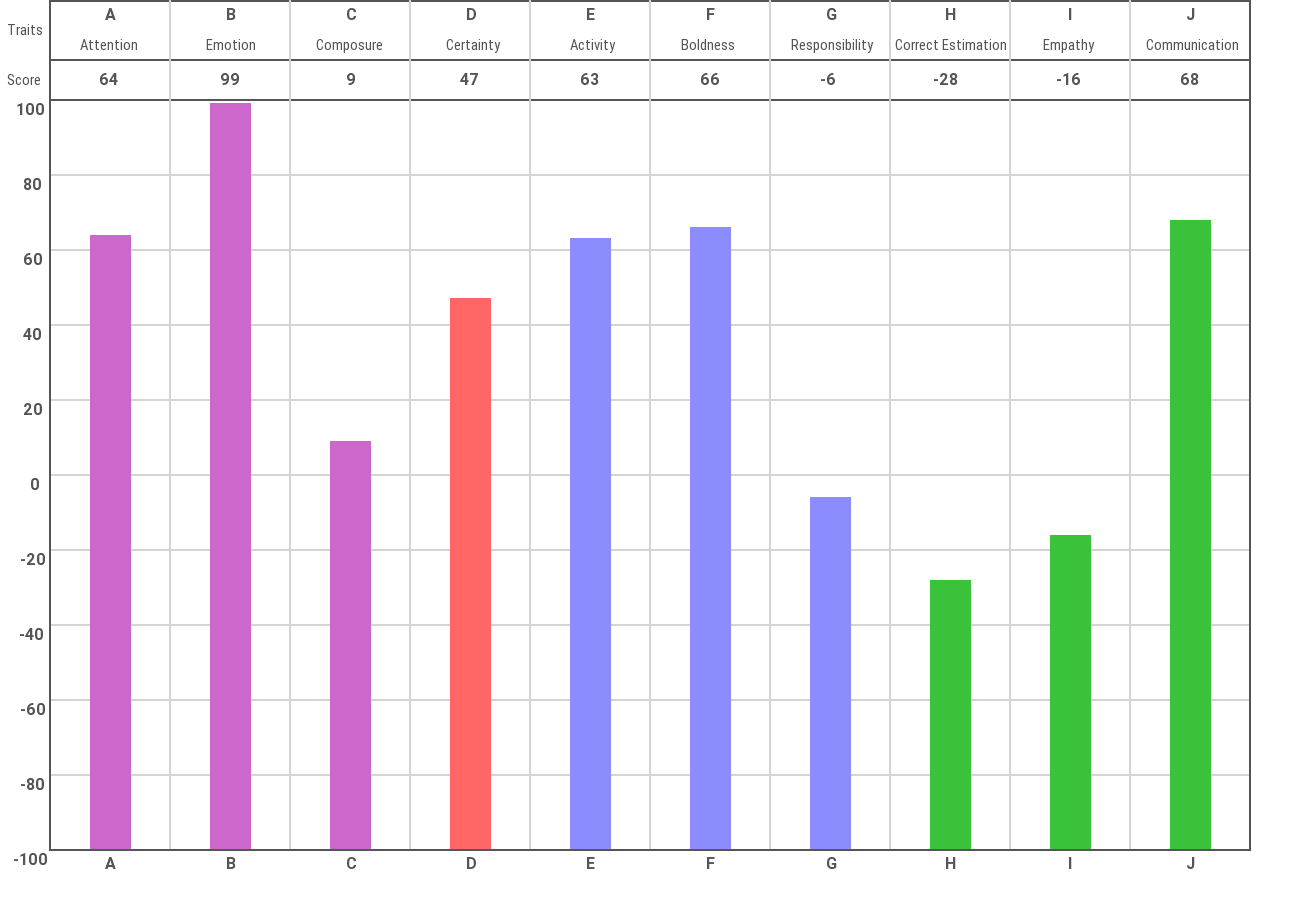 Traits A B C D E F G H I J
Attention Emotion Composure Certainty Activity Boldness Responsibility Correct Estimation Empathy Communication
Score 64 99 9 47 63 66 -6 -28 -16 68
100
80
60
40
20
0
-20
-40
-60
-80
-100
A B C D E F G H I J